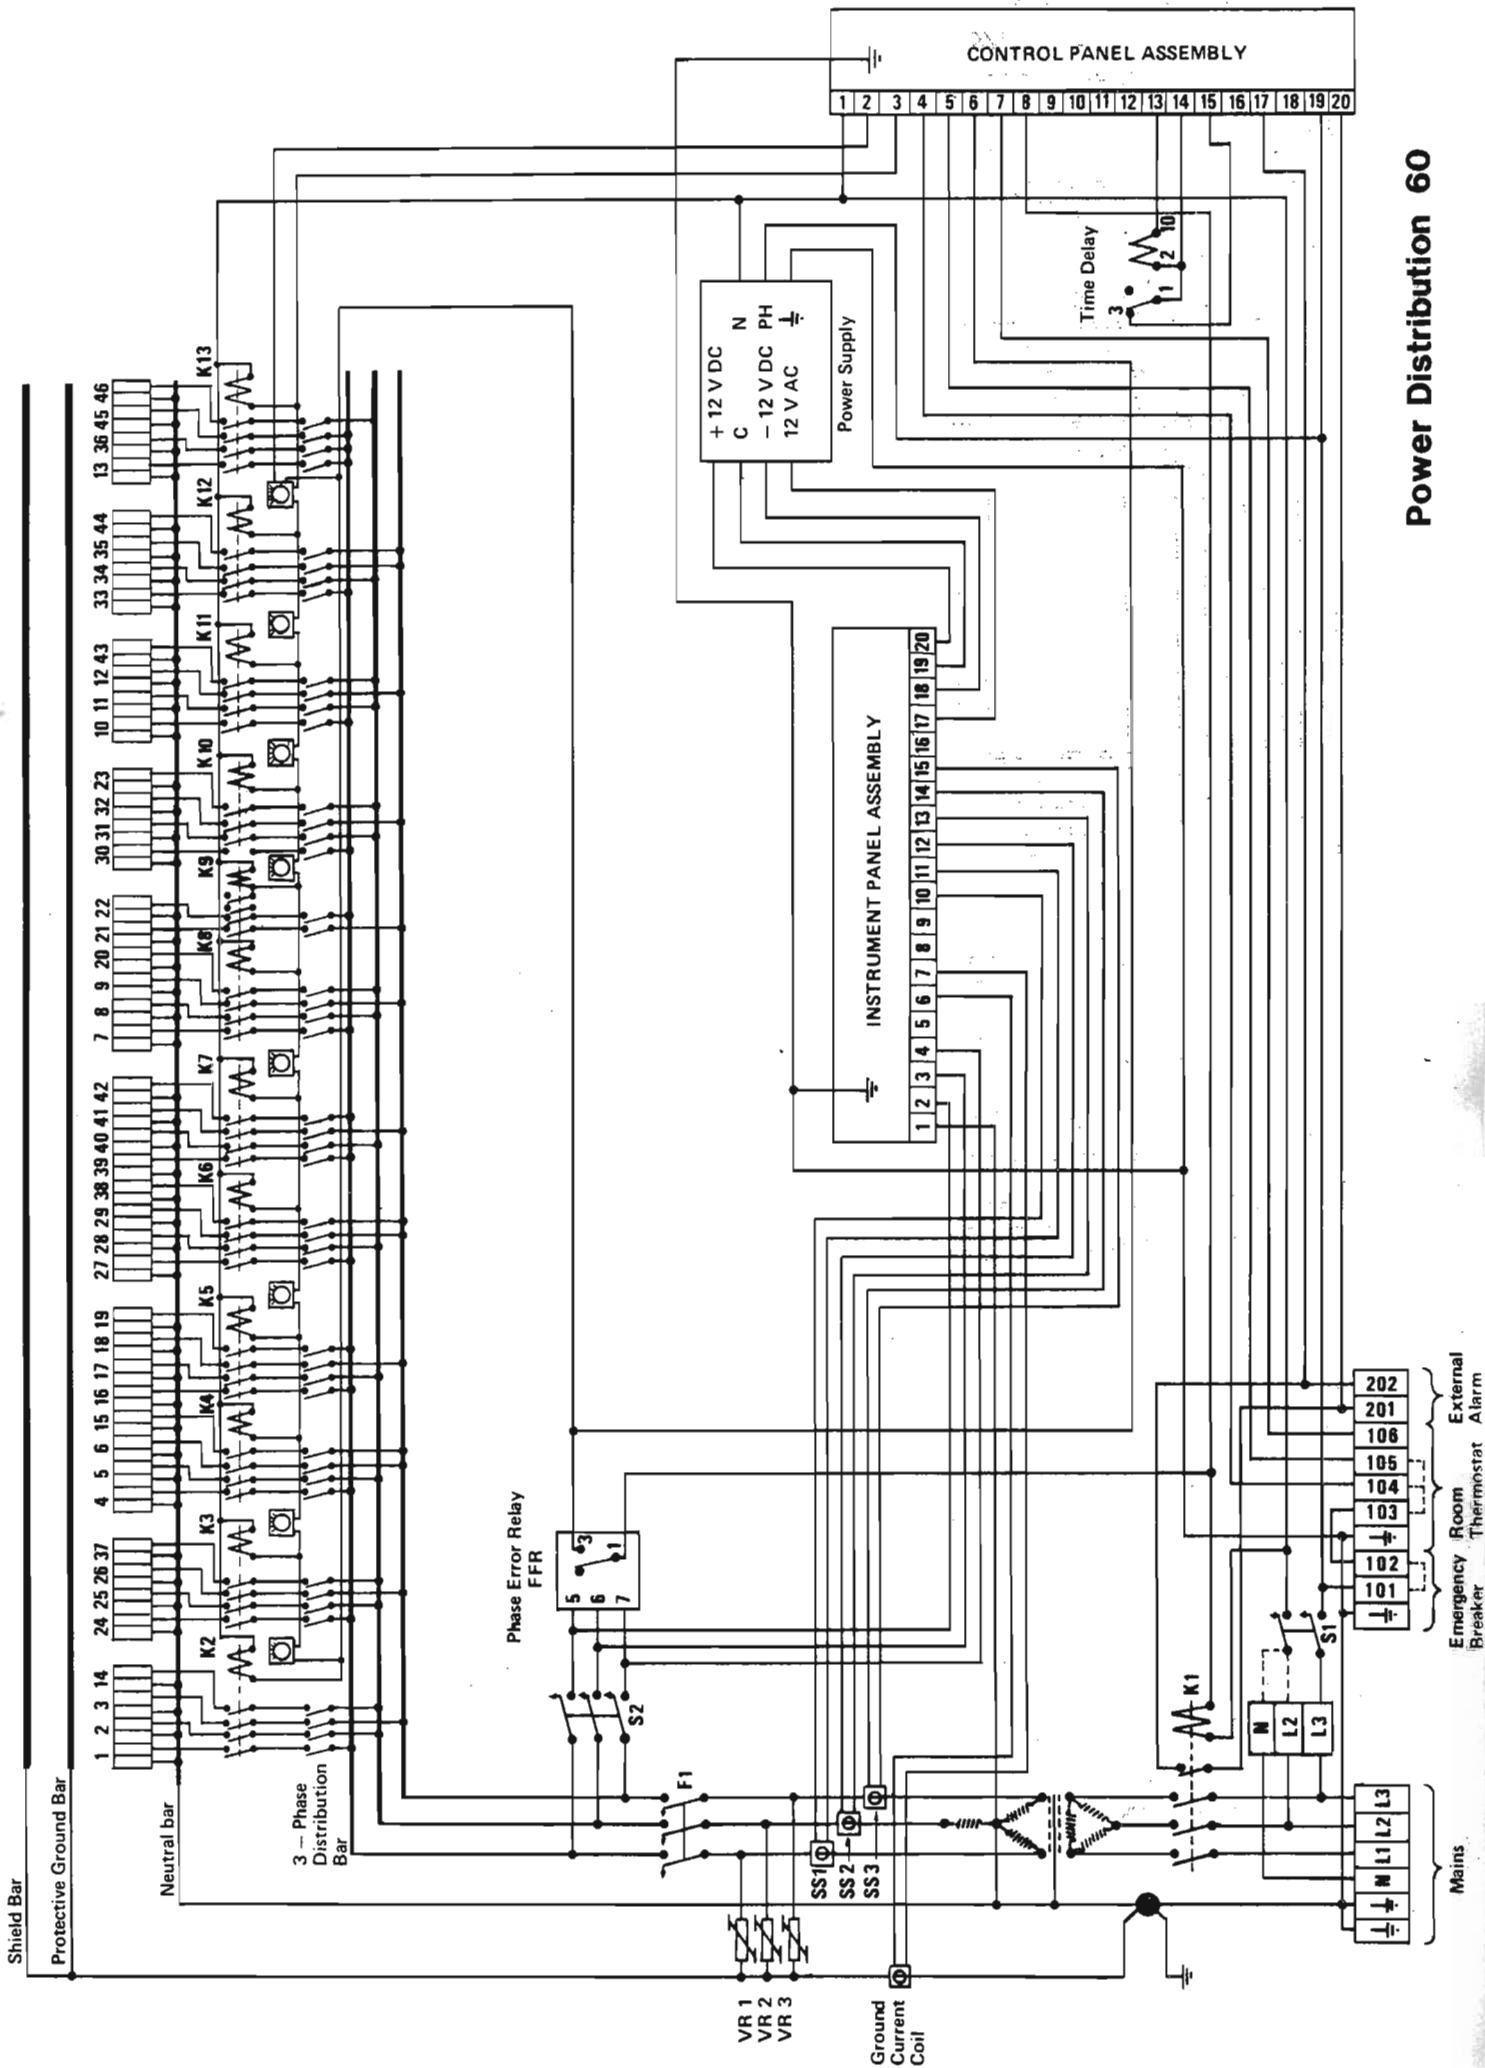 Shield Bar
Protective Ground Bar
Neutral bar
3 – Phase
Distribution
Bar
1 2 3 14
24 25 26 37
4 5 6 15 16 17 18 19
27 28 29 38 39 40 41 42
7 8 9 20 21 22
30 31 32 23
10 11 12 43
33 34 35 44
13 36 45 46
K2
K3
K4
K5
K6
K7
K8
K9
K10
K11
K12
K13
CONTROL PANEL ASSEMBLY
1 2 3 4 5 6 7 8 9 10 11 12 13 14 15 16 17 18 19 20
+ 12 V DC
C
– 12 V DC
12 V AC
N
PH
Power Supply
Time Delay
3
1
2
10
INSTRUMENT PANEL ASSEMBLY
1 2 3 4 5 6 7 8 9 10 11 12 13 14 15 16 17 18 19 20
Phase Error Relay
FFR
5
6
7
3
1
S2
F1
VR 1
VR 2
VR 3
SS1
SS2
SS3
Ground
Current
Coil
K1
S1
N
L2
L3
N L1 L2 L3
Mains
101
102
103
104
105
106
201
202
Emergency
Breaker
Room
Thermostat
External
Alarm
Power Distribution 60